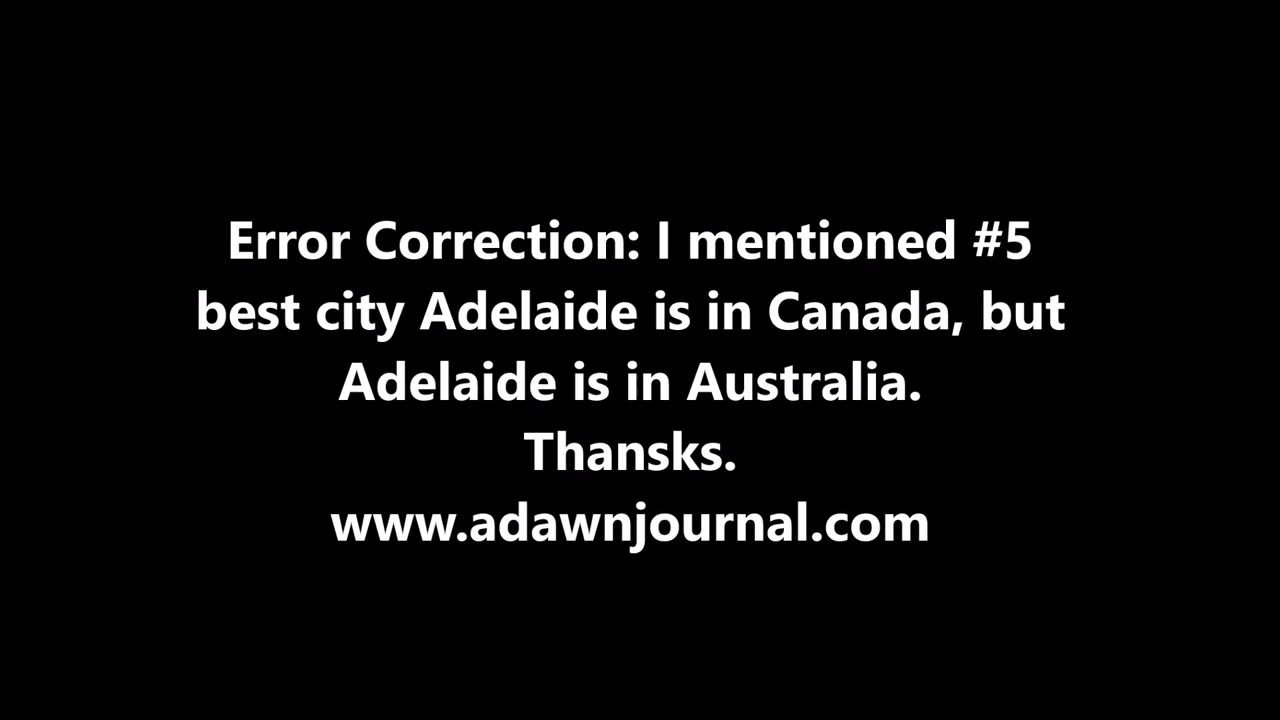 Error Correction: I mentioned #5
best city Adelaide is in Canada, but
Adelaide is in Australia.
Thansks.
www.adawnjournal.com